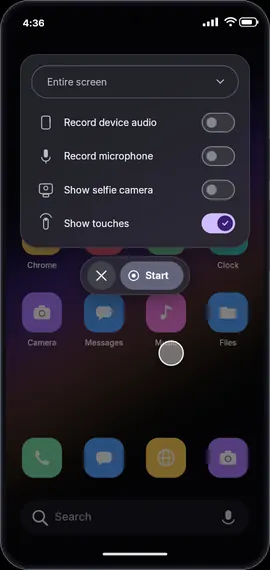 4:36
Entire screen
Record device audio
Record microphone
Show selfie camera
Show touches
Start
Chrome
Clock
Camera
Messages
Files
Search